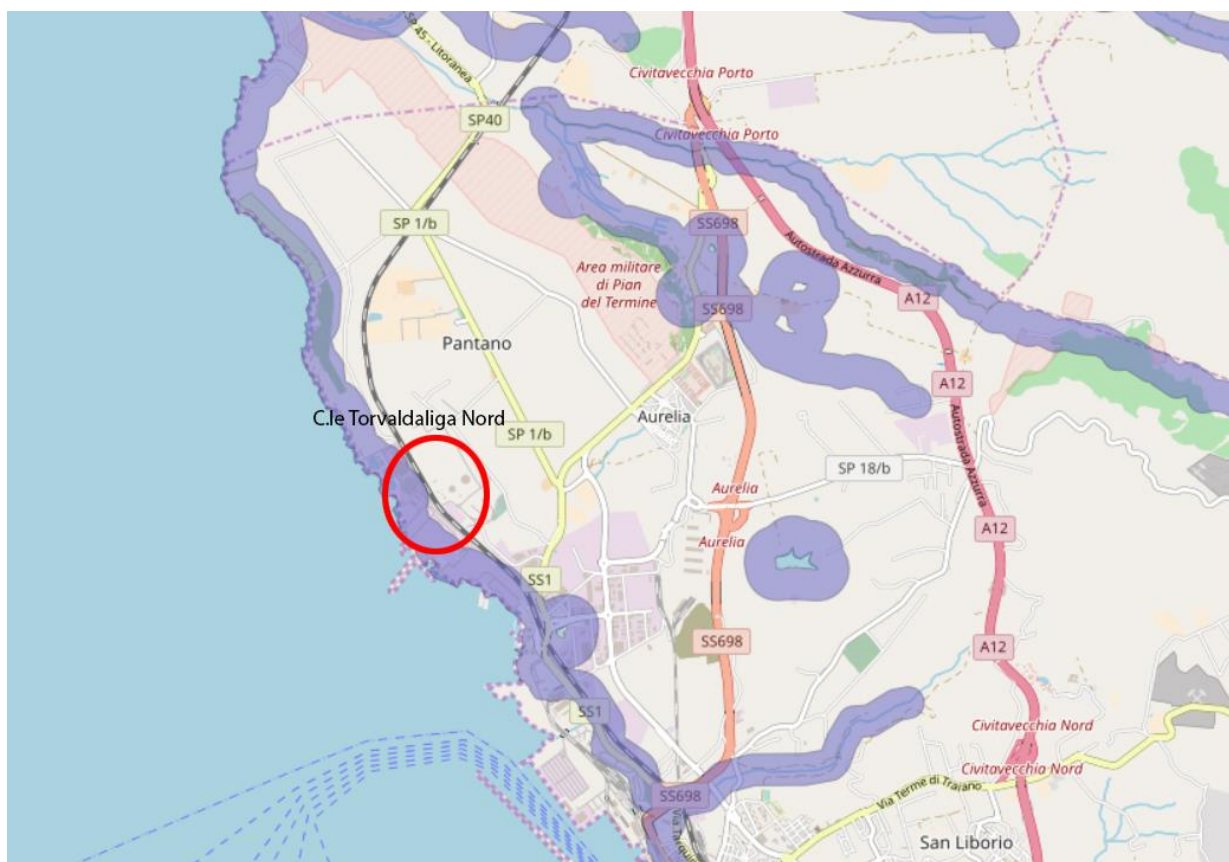 SP 45 - Litoranea
Civitavecchia Porto
SP40
Civitavecchia Porto
SP 1/b
SS698
Area militare
di Pian
del Termine
Autostrada Azzurra
A12
SS698
Pantano
A12
C.le Torvaldaliga Nord
SP 1/b
Aurelia
Autostrada Azzurra
SP 18/b
Aurelia
A12
Aurelia
SS1
SS698
A12
SS1
Civitavecchia Nord
Civitavecchia Nord
SS698
Via Terme di Traiano
San Liborio